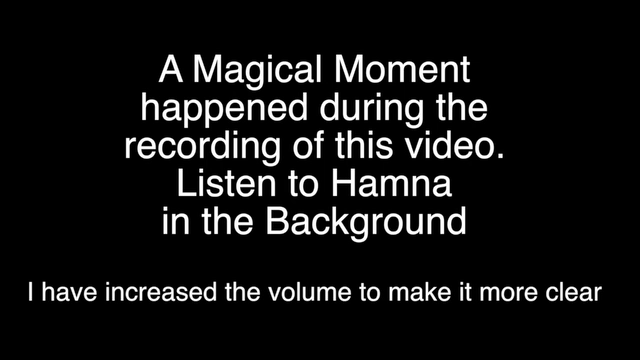 A Magical Moment
happened during the
recording of this video.
Listen to Hamna
in the Background
I have increased the volume to make it more clear